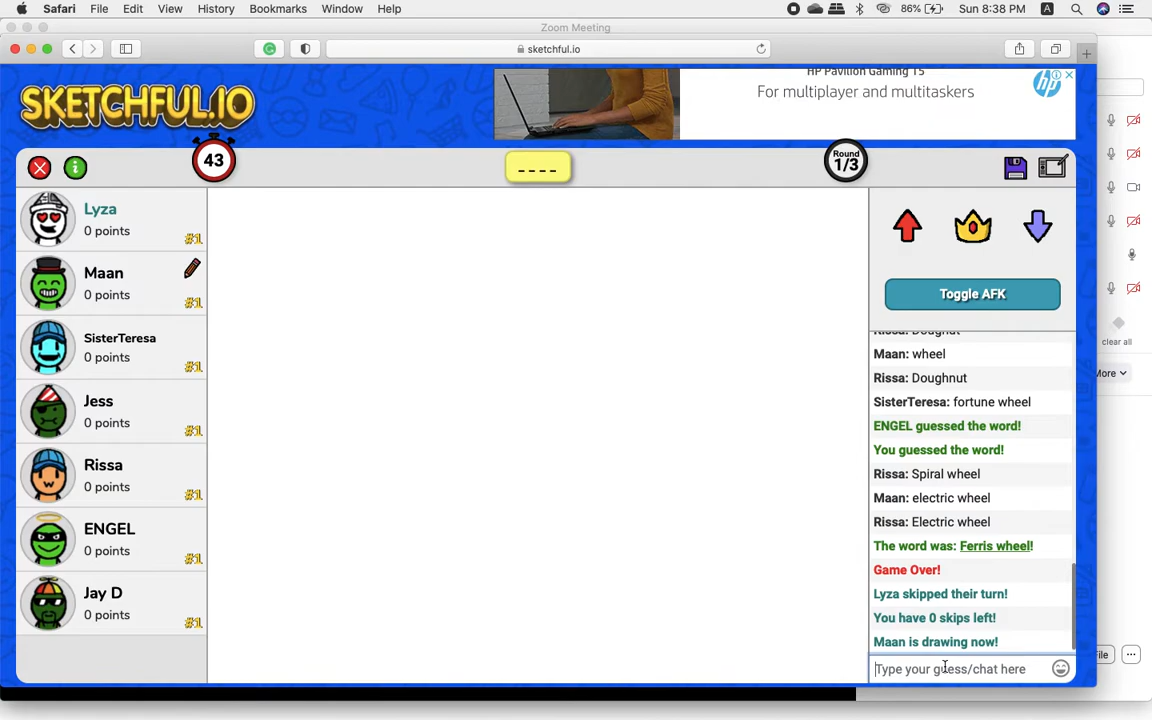 Safari File Edit View History Bookmarks Window Help 86% Sun 8:38 PM A
Zoom Meeting
sketchful.io
SKETCHFUL.IO
HP Pavilion Gaming 15
For multiplayer and multitaskers
hp
43
_ _ _ _
Round
1/3
Lyza
0 points
#1
Maan
0 points
#1
SisterTeresa
0 points
#1
Jess
0 points
#1
Rissa
0 points
#1
ENGEL
0 points
#1
Jay D
0 points
#1
Toggle AFK
Rissa: Doughnut
Maan: wheel
Rissa: Doughnut
SisterTeresa: fortune wheel
ENGEL guessed the word!
You guessed the word!
Rissa: Spiral wheel
Maan: electric wheel
Rissa: Electric wheel
The word was: Ferris wheel!
Game Over!
Lyza skipped their turn!
You have 0 skips left!
Maan is drawing now!
Type your guess/chat here
clear all
More
File